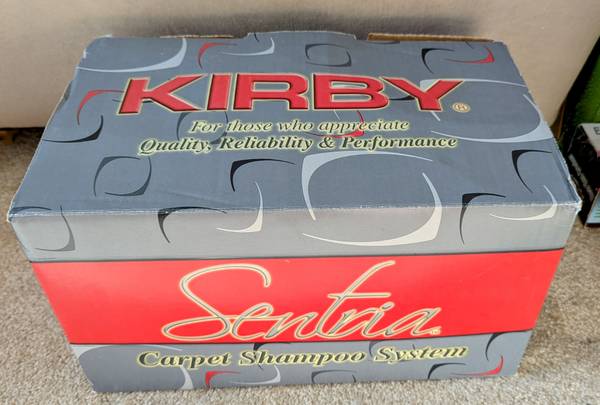 KIRBY®
For those who appreciate
Quality, Reliability & Performance
Sentria®
Carpet Shampoo System